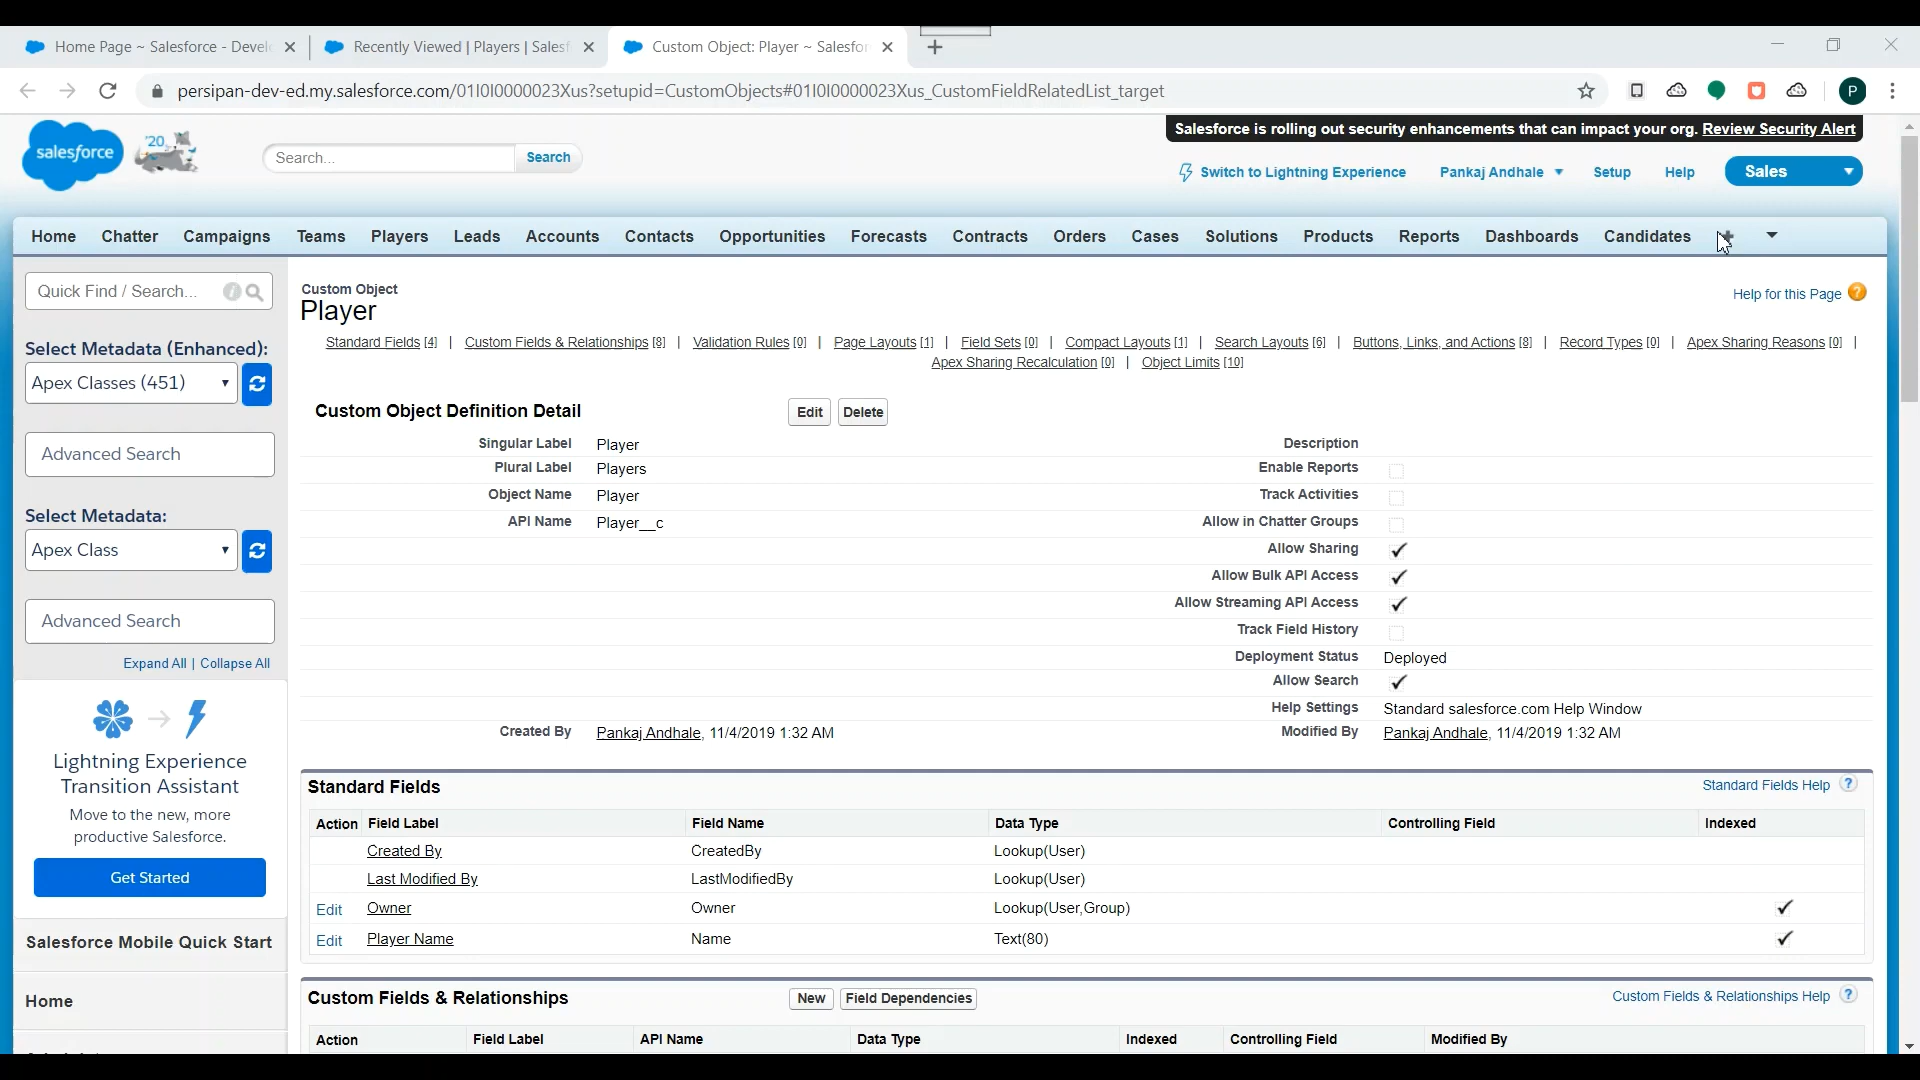 Home Page ~ Salesforce - Devel
Recently Viewed | Players | Salesf
Custom Object: Player ~ Salesfor
persipan-dev-ed.my.salesforce.com/01I0I0000023Xus?setupid=CustomObjects#01I0I0000023Xus_CustomFieldRelatedList_target
P
Salesforce is rolling out security enhancements that can impact your org. Review Security Alert
salesforce
'20
Search...
Search
Switch to Lightning Experience
Pankaj Andhale
Setup
Help
Sales
Home Chatter Campaigns Teams Players Leads Accounts Contacts Opportunities Forecasts Contracts Orders Cases Solutions Products Reports Dashboards Candidates
Quick Find / Search...
Select Metadata (Enhanced):
Apex Classes (451)
Advanced Search
Select Metadata:
Apex Class
Advanced Search
Expand All | Collapse All
Lightning Experience
Transition Assistant
Move to the new, more
productive Salesforce.
Get Started
Salesforce Mobile Quick Start
Home
Custom Object
Player
Help for this Page
Standard Fields [4] | Custom Fields & Relationships [8] | Validation Rules [0] | Page Layouts [1] | Field Sets [0] | Compact Layouts [1] | Search Layouts [6] | Buttons, Links, and Actions [8] | Record Types [0] | Apex Sharing Reasons [0] |
Apex Sharing Recalculation [0] | Object Limits [10]
Custom Object Definition Detail
Edit
Delete
Singular Label Player Description
Plural Label Players Enable Reports
Object Name Player Track Activities
API Name Player__c Allow in Chatter Groups
Allow Sharing
Allow Bulk API Access
Allow Streaming API Access
Track Field History
Deployment Status Deployed
Allow Search
Help Settings Standard salesforce.com Help Window
Created By Pankaj Andhale, 11/4/2019 1:32 AM Modified By Pankaj Andhale, 11/4/2019 1:32 AM
Standard Fields
Standard Fields Help ?
Action Field Label Field Name Data Type Controlling Field Indexed
Created By CreatedBy Lookup(User)
Last Modified By LastModifiedBy Lookup(User)
Edit Owner Owner Lookup(User,Group)
Edit Player Name Name Text(80)
Custom Fields & Relationships
New
Field Dependencies
Custom Fields & Relationships Help ?
Action Field Label API Name Data Type Indexed Controlling Field Modified By